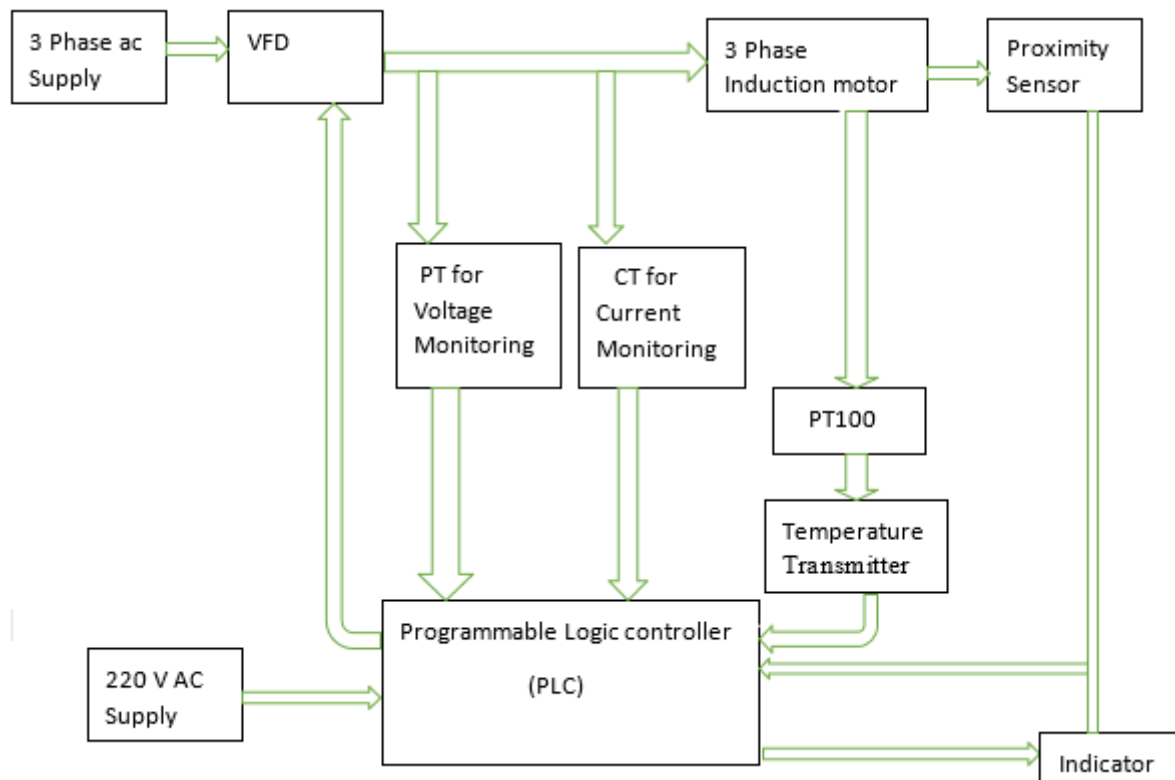 3 Phase ac
Supply
VFD
3 Phase
Induction motor
Proximity
Sensor
PT for
Voltage
Monitoring
CT for
Current
Monitoring
PT100
Temperature
Transmitter
Programmable Logic controller
(PLC)
220 V AC
Supply
Indicator